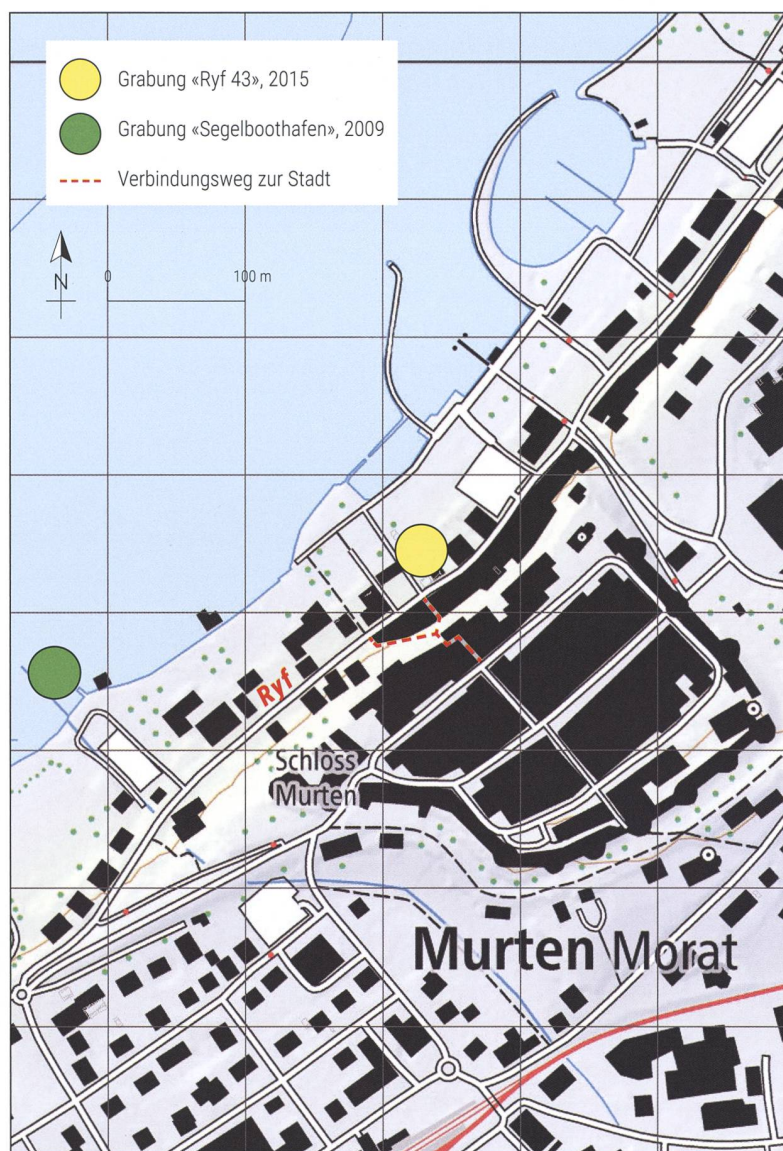 Grabung «Ryf 43», 2015
Grabung «Segelboothafen», 2009
Verbindungsweg zur Stadt
N
0
100 m
Ryf
Schloss
Murten
Murten Morat